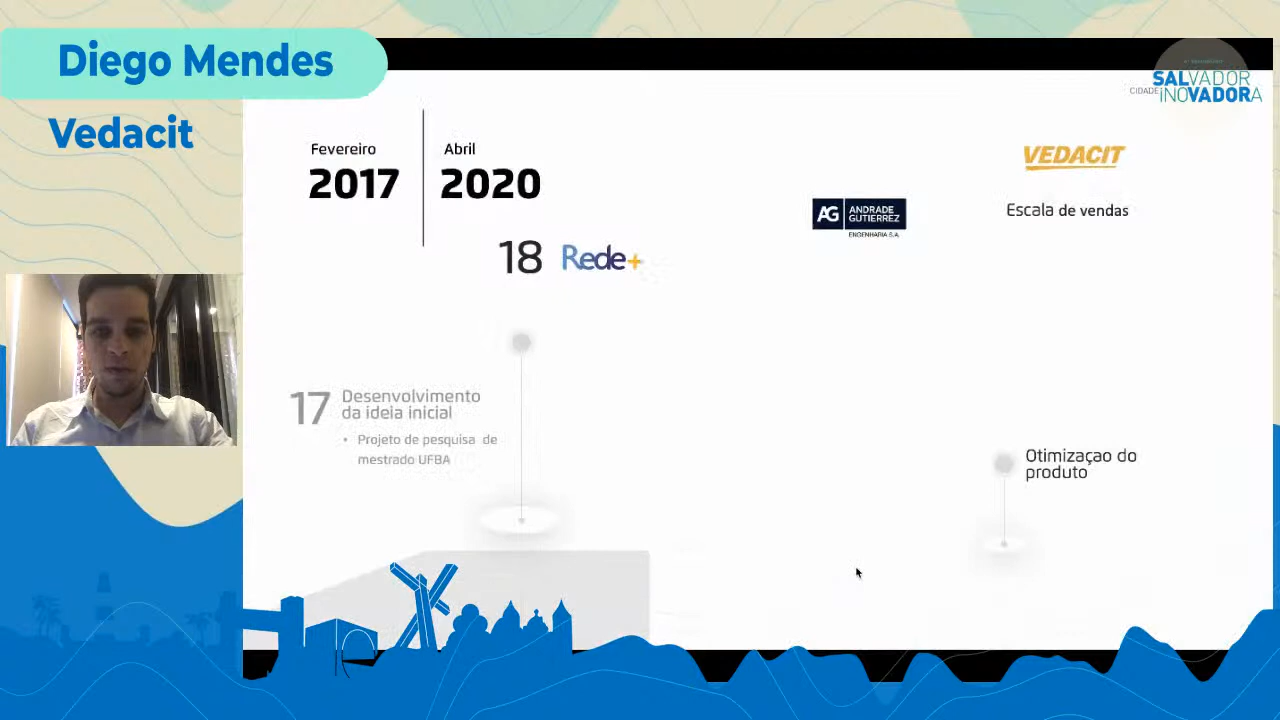 Diego Mendes
Vedacit
SALVADOR
CIDADE INOVADORA
Fevereiro
2017
Abril
2020
18 Rede+
AG ANDRADE
GUTIERREZ
ENGENHARIA S.A.
VEDACIT
Escala de vendas
17 Desenvolvimento
da ideia inicial
• Projeto de pesquisa de
mestrado UFBA
Otimizaçao do
produto